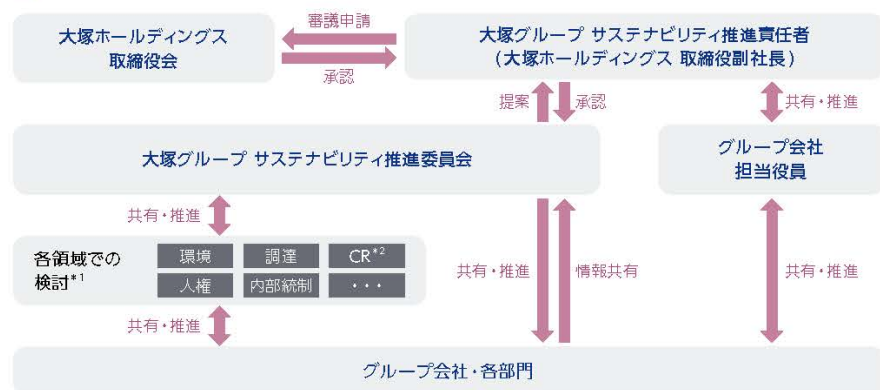 大塚ホールディングス
取締役会
審議申請
承認
大塚グループ サステナビリティ推進責任者
(大塚ホールディングス 取締役副社長)
提案
承認
共有・推進
大塚グループ サステナビリティ推進委員会
グループ会社
担当役員
共有・推進
各領域での
検討*1
環境
調達
CR*2
人権
内部統制
・・・
共有・推進
情報共有
共有・推進
共有・推進
グループ会社・各部門